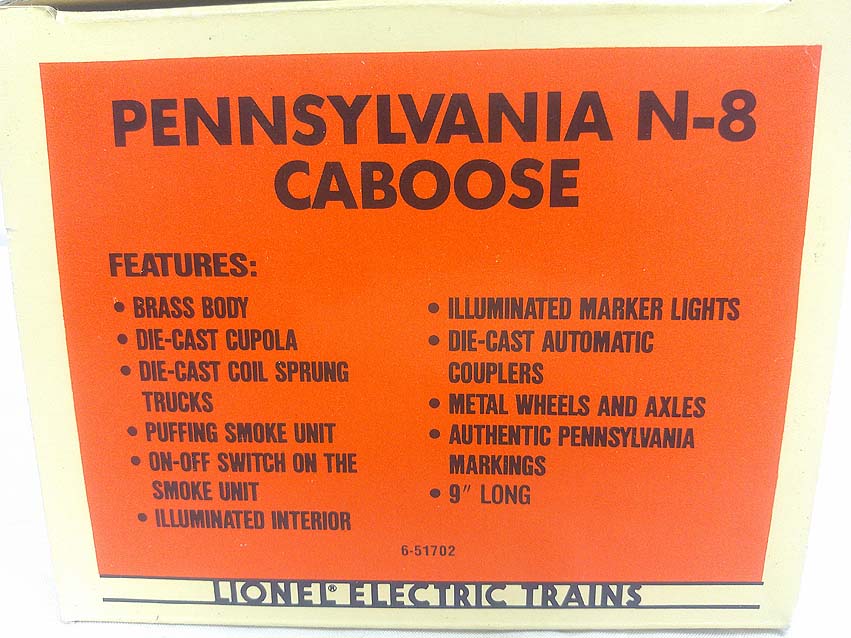 PENNSYLVANIA N-8
CABOOSE
FEATURES:
• BRASS BODY
• DIE-CAST CUPOLA
• DIE-CAST COIL SPRUNG
TRUCKS
• PUFFING SMOKE UNIT
• ON-OFF SWITCH ON THE
SMOKE UNIT
• ILLUMINATED INTERIOR
• ILLUMINATED MARKER LIGHTS
• DIE-CAST AUTOMATIC
COUPLERS
• METAL WHEELS AND AXLES
• AUTHENTIC PENNSYLVANIA
MARKINGS
• 9" LONG
6-51702
LIONEL® ELECTRIC TRAINS